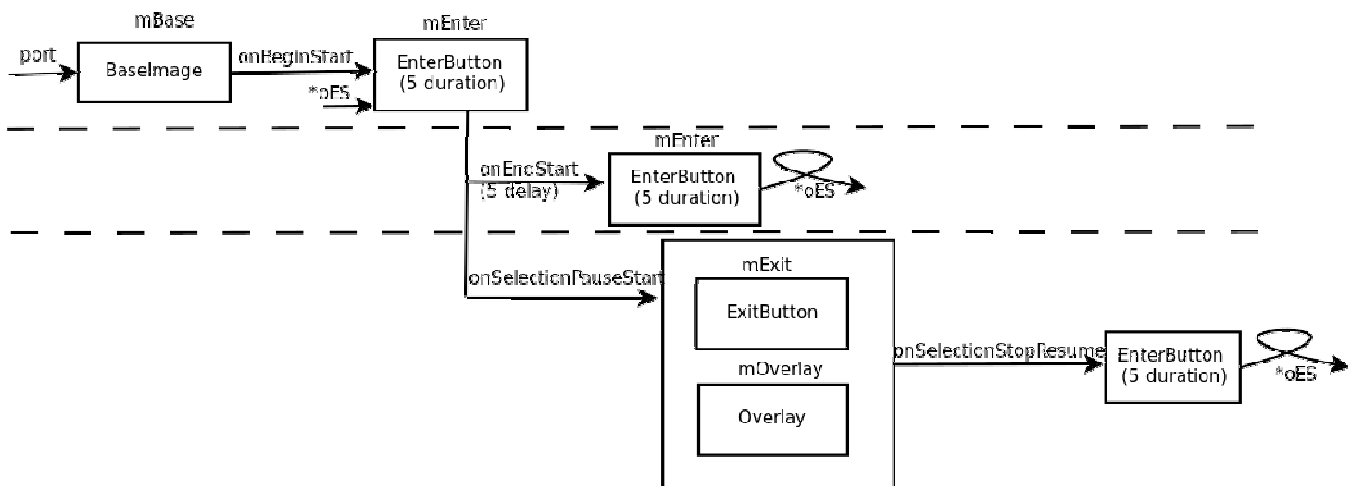 mBase
mEnter
port
BaseImage
onBeginStart
EnterButton
(5 duration)
*oES
mEnter
onEndStart
(5 delay)
EnterButton
(5 duration)
*oES
onSelectionPauseStart
mExit
ExitButton
mOverlay
Overlay
onSelectionStopResume
EnterButton
(5 duration)
*oES